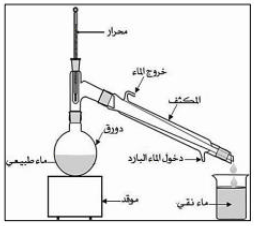 محرار
خروج الماء
المكثف
دورق
ماء طبيعي
دخول الماء البارد
موقد
ماء نقي